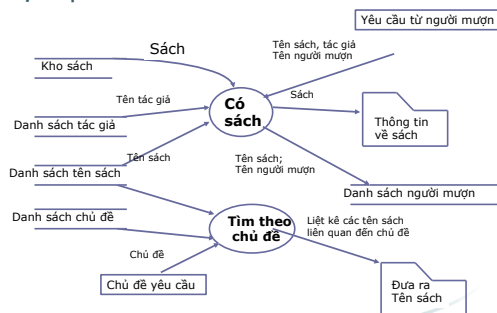 Yêu cầu từ người mượn
Sách
Tên sách, tác giả
Tên người mượn
Kho sách
Tên tác giả
Có
sách
Sách
Thông tin
về sách
Danh sách tác giả
Tên sách
Tên sách;
Tên người mượn
Danh sách tên sách
Danh sách người mượn
Danh sách chủ đề
Tìm theo
chủ đề
Liệt kê các tên sách
liên quan đến chủ đề
Chủ đề
Chủ đề yêu cầu
Đưa ra
Tên sách